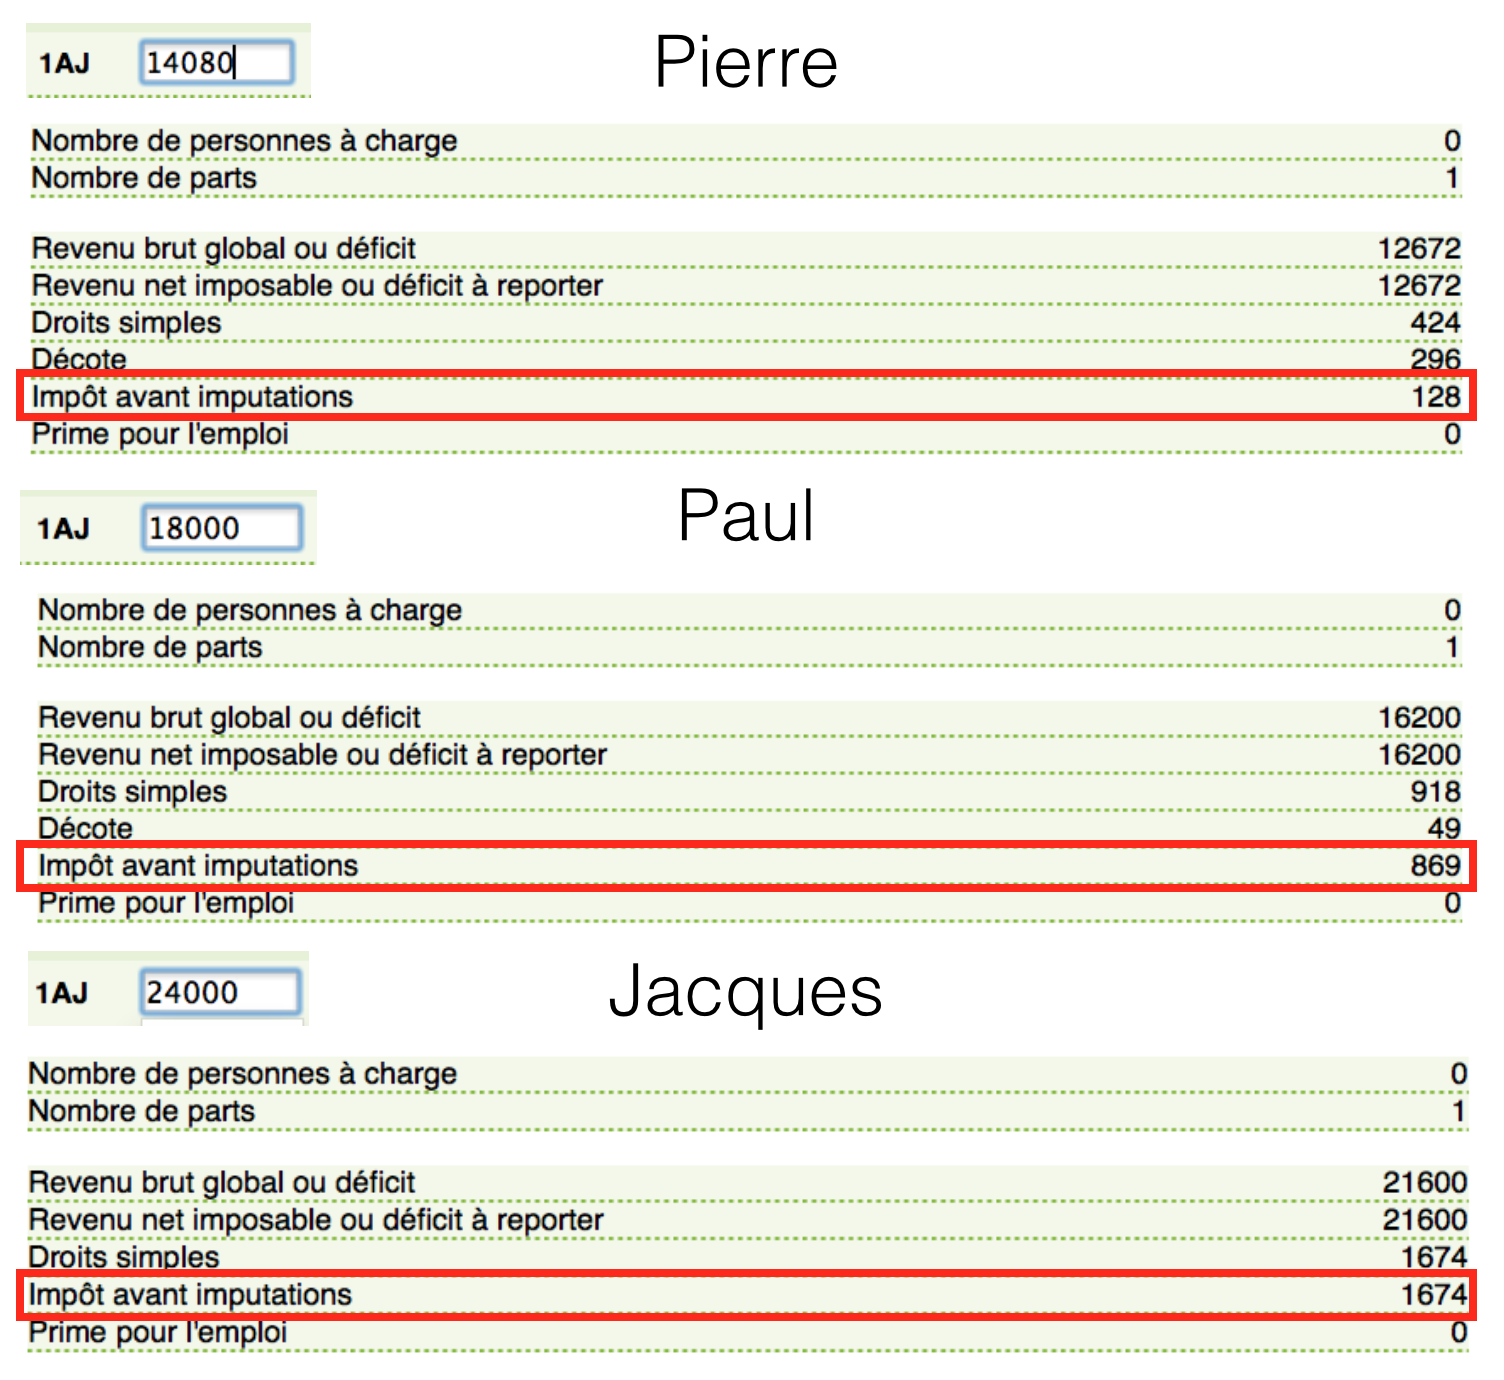 1AJ 14080 Pierre
Nombre de personnes à charge 0
Nombre de parts 1
Revenu brut global ou déficit 12672
Revenu net imposable ou déficit à reporter 12672
Droits simples 424
Décote 296
Impôt avant imputations 128
Prime pour l'emploi 0
1AJ 18000 Paul
Nombre de personnes à charge 0
Nombre de parts 1
Revenu brut global ou déficit 16200
Revenu net imposable ou déficit à reporter 16200
Droits simples 918
Décote 49
Impôt avant imputations 869
Prime pour l'emploi 0
1AJ 24000 Jacques
Nombre de personnes à charge 0
Nombre de parts 1
Revenu brut global ou déficit 21600
Revenu net imposable ou déficit à reporter 21600
Droits simples 1674
Impôt avant imputations 1674
Prime pour l'emploi 0